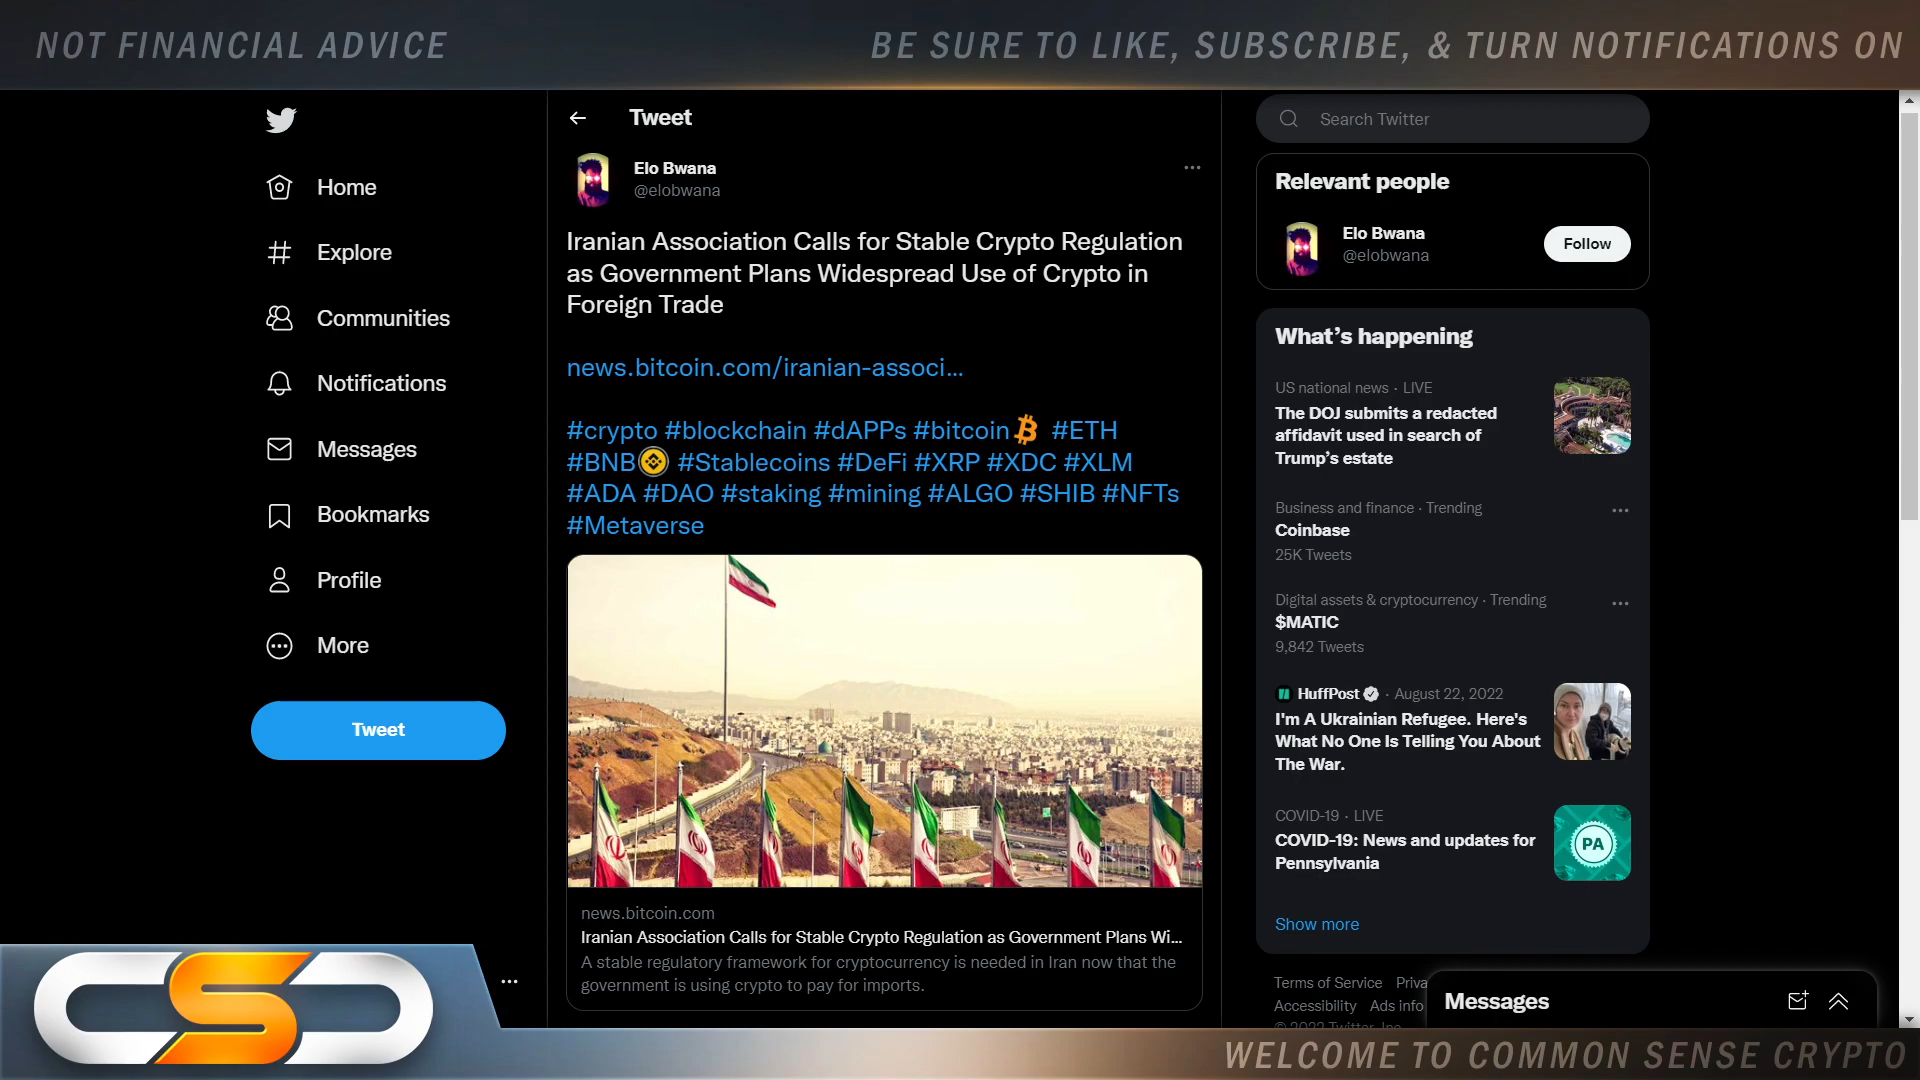 NOT FINANCIAL ADVICE
BE SURE TO LIKE, SUBSCRIBE, & TURN NOTIFICATIONS ON
Home
Explore
Communities
Notifications
Messages
Bookmarks
Profile
More
Tweet
Tweet
Elo Bwana
@elobwana
Iranian Association Calls for Stable Crypto Regulation
as Government Plans Widespread Use of Crypto in
Foreign Trade
news.bitcoin.com/iranian-associ...
#crypto #blockchain #dAPPs #bitcoin #ETH
#BNB #Stablecoins #DeFi #XRP #XDC #XLM
#ADA #DAO #staking #mining #ALGO #SHIB #NFTs
#Metaverse
news.bitcoin.com
Iranian Association Calls for Stable Crypto Regulation as Government Plans Wi...
A stable regulatory framework for cryptocurrency is needed in Iran now that the
government is using crypto to pay for imports.
Search Twitter
Relevant people
Elo Bwana
@elobwana
Follow
What's happening
US national news · LIVE
The DOJ submits a redacted
affidavit used in search of
Trump's estate
Business and finance · Trending
Coinbase
25K Tweets
Digital assets & cryptocurrency · Trending
$MATIC
9,842 Tweets
HuffPost · August 22, 2022
I'm A Ukrainian Refugee. Here's
What No One Is Telling You About
The War.
COVID-19 · LIVE
COVID-19: News and updates for
Pennsylvania
PA
Show more
Terms of Service Priva
Accessibility Ads info
© 2022 Twitter, Inc.
Messages
CSC
WELCOME TO COMMON SENSE CRYPTO